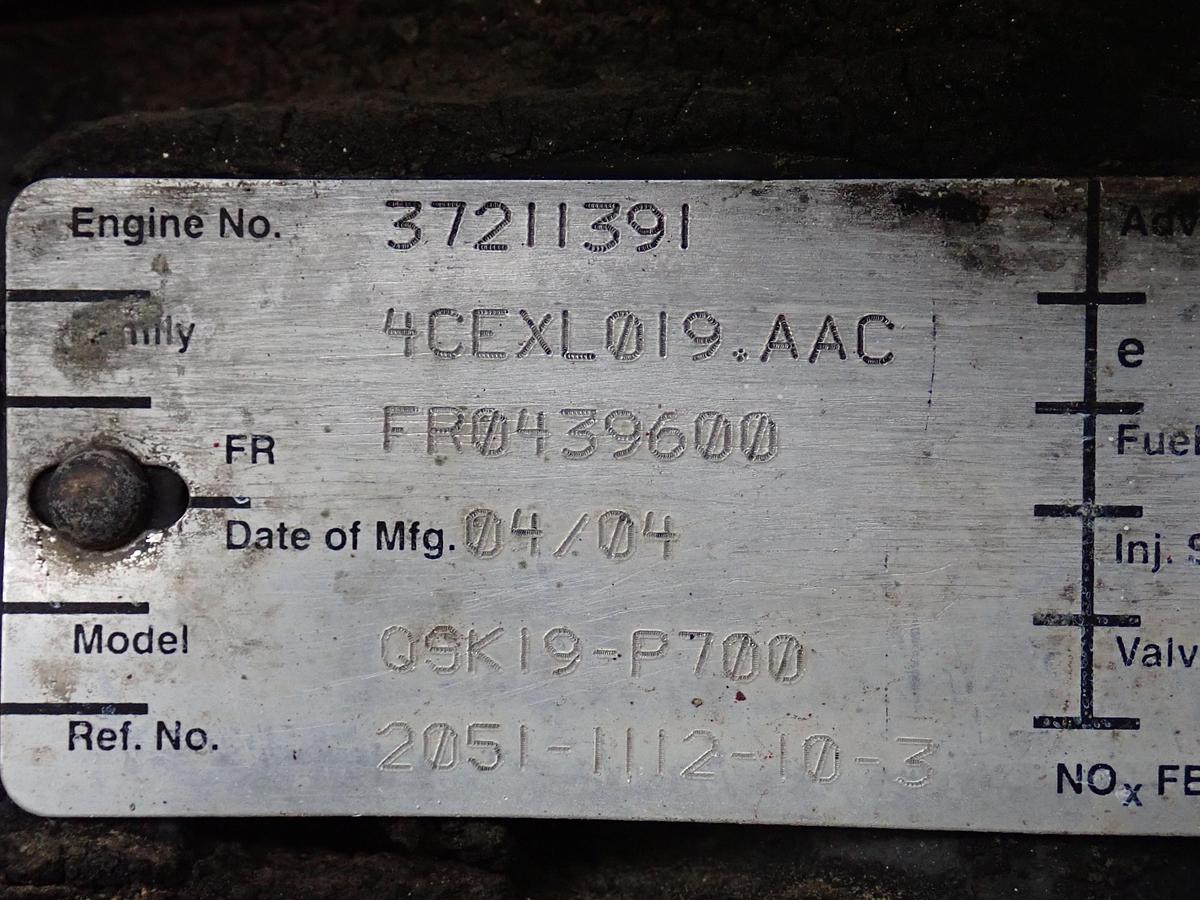 Engine No. 37211391
4CEXL019.AAC
FR FR0439600
Date of Mfg. 04/04
Model QSK19-P700
Ref. No. 2051-1112-10-3
Adv
e
Fuel
Inj. S
Valv
NOx FE